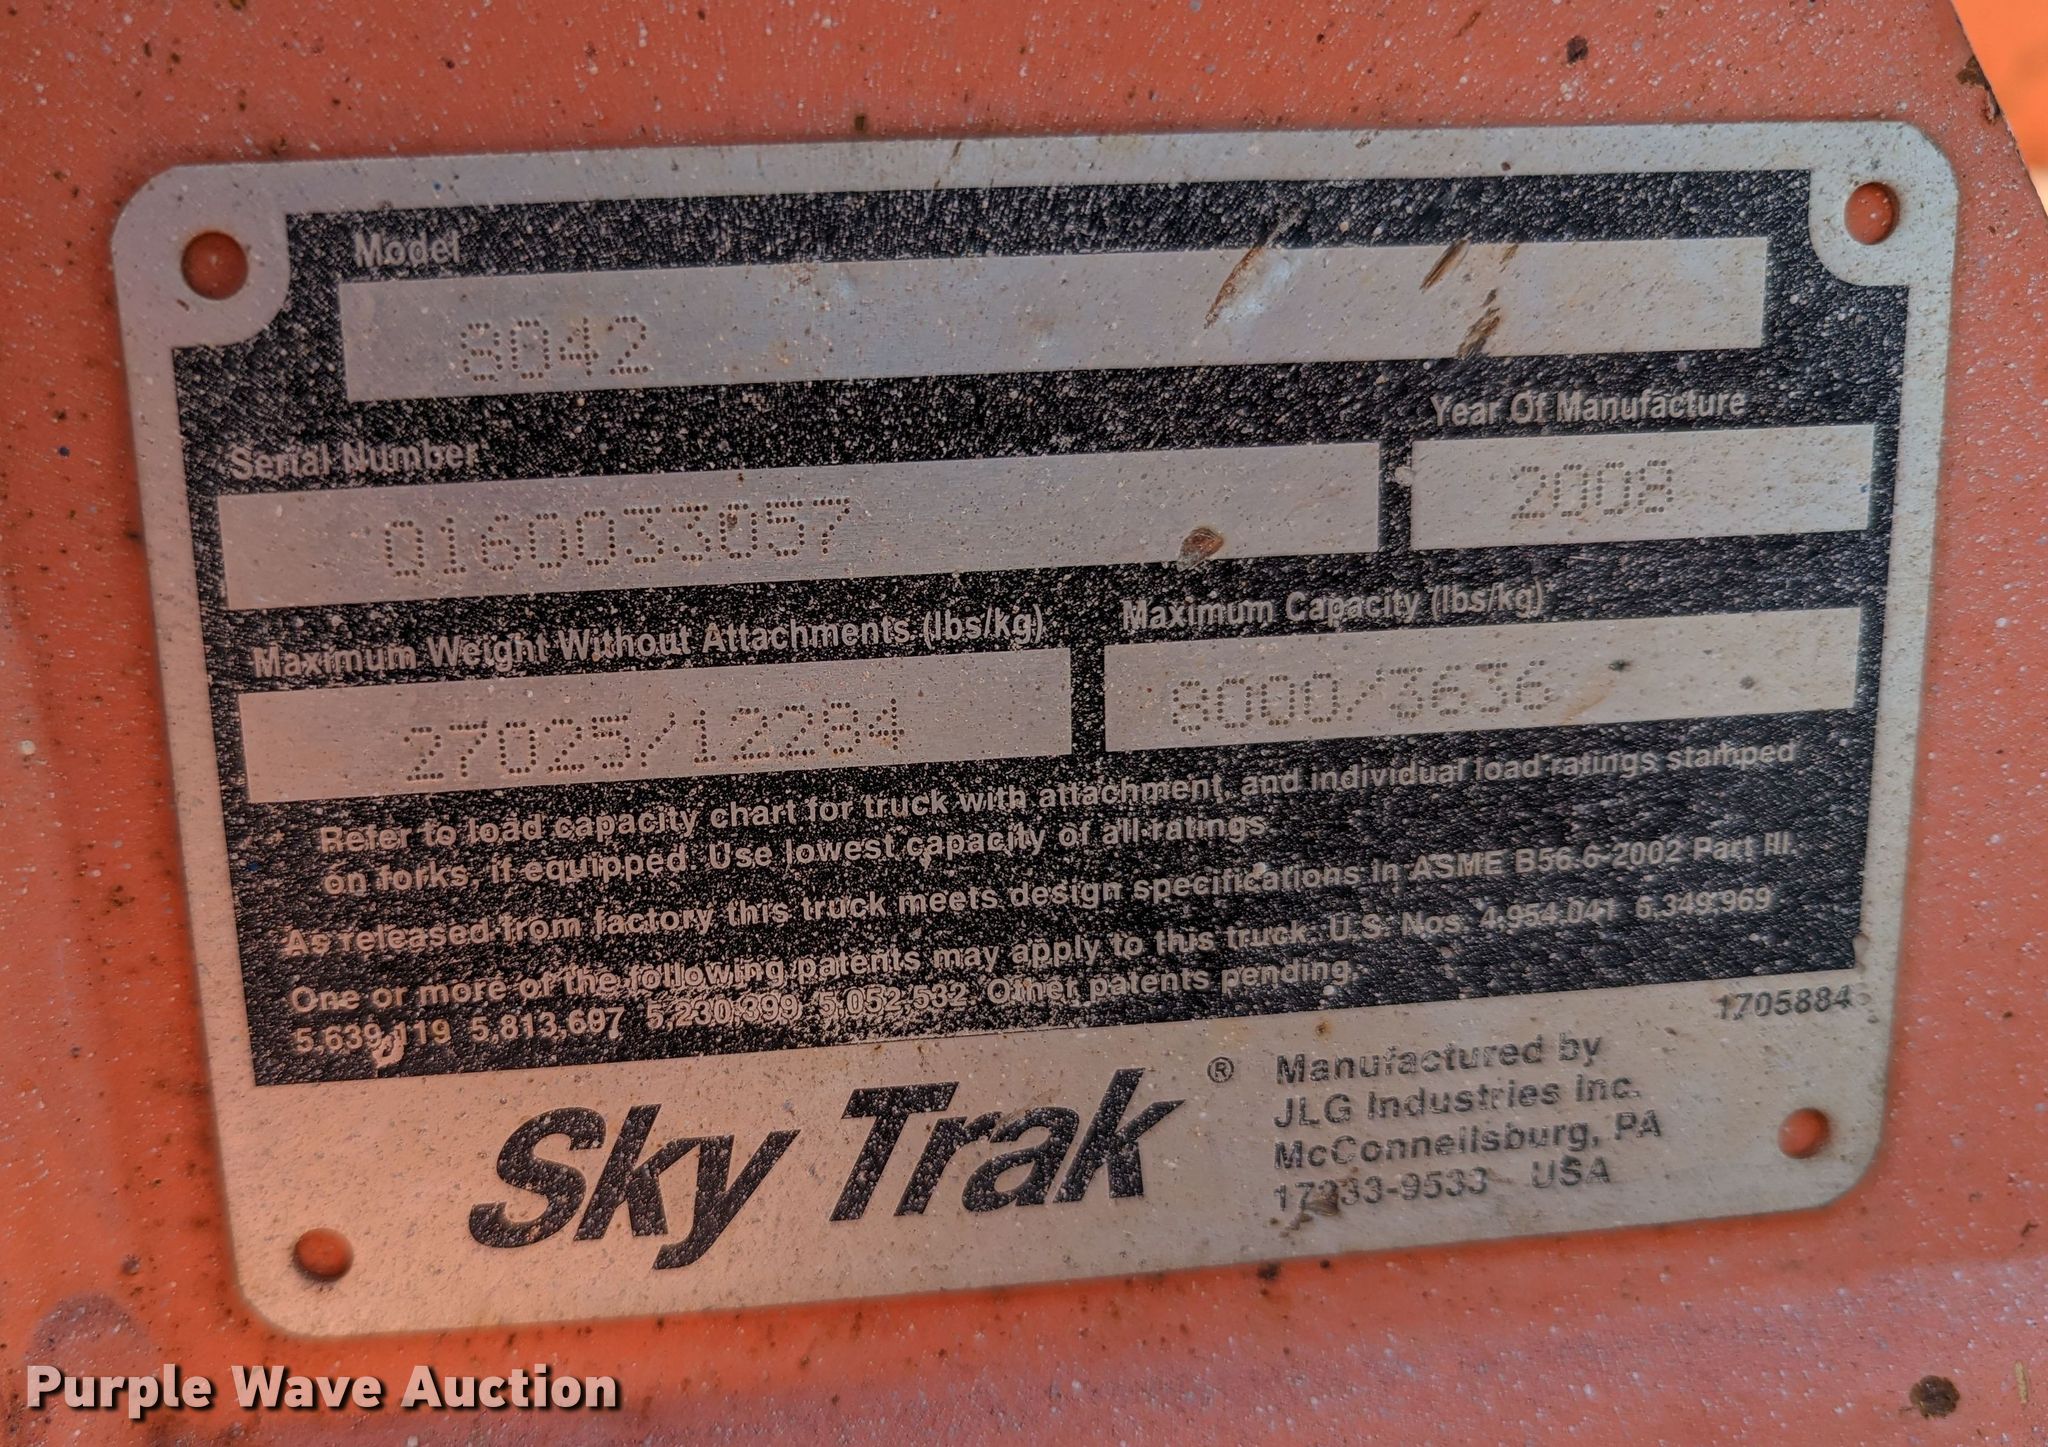 Model
8042
Serial Number
0160033057
Year Of Manufacture
2008
Maximum Weight Without Attachments (lbs/kg)
27025/12284
Maximum Capacity (lbs/kg)
8000/3636
Refer to load capacity chart for truck with attachment, and individual load ratings stamped
on forks, if equipped. Use lowest capacity of all ratings.
As released from factory this truck meets design specifications in ASME B56.6-2002 Part III.
One or more of the following patents may apply to this truck. U.S. Nos. 4,954,041 6,349,969
5,639,119 5,813,697 5,230,399 5,052,532. Other patents pending.
1705884
Sky Trak ®
Manufactured by
JLG Industries Inc.
McConnellsburg, PA
17233-9533 USA
Purple Wave Auction